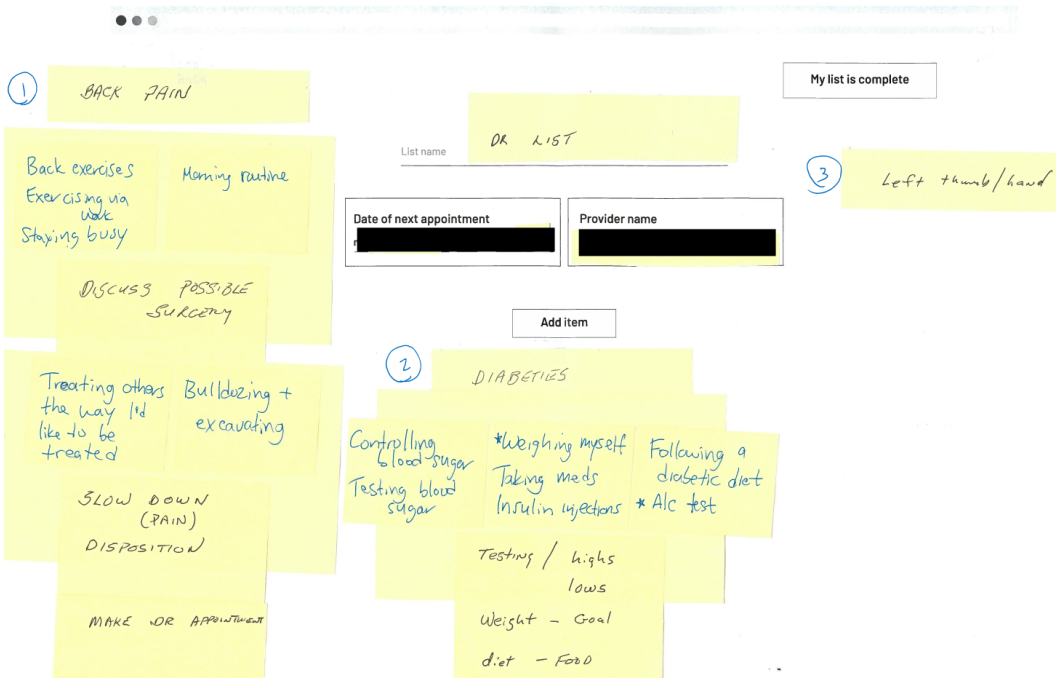 My list is complete
1
BACK PAIN
Back exercises
Exercising via
work
Staying busy
Morning routine
DISCUSS POSSIBLE
SURGERY
Treating others
the way I'd
like to be
treated
Bulldozing +
excavating
SLOW DOWN
(PAIN)
DISPOSITION
MAKE DR APPOINTMENT
List name
DR LIST
Date of next appointment
Provider name
Add item
2
DIABETIES
Controlling
blood sugar
Testing blood
sugar
*Weighing myself
Taking meds
Insulin injections
Following a
diabetic diet
* A1c test
Testing / highs
lows
Weight - Goal
diet - FOOD
3
Left thumb/hand